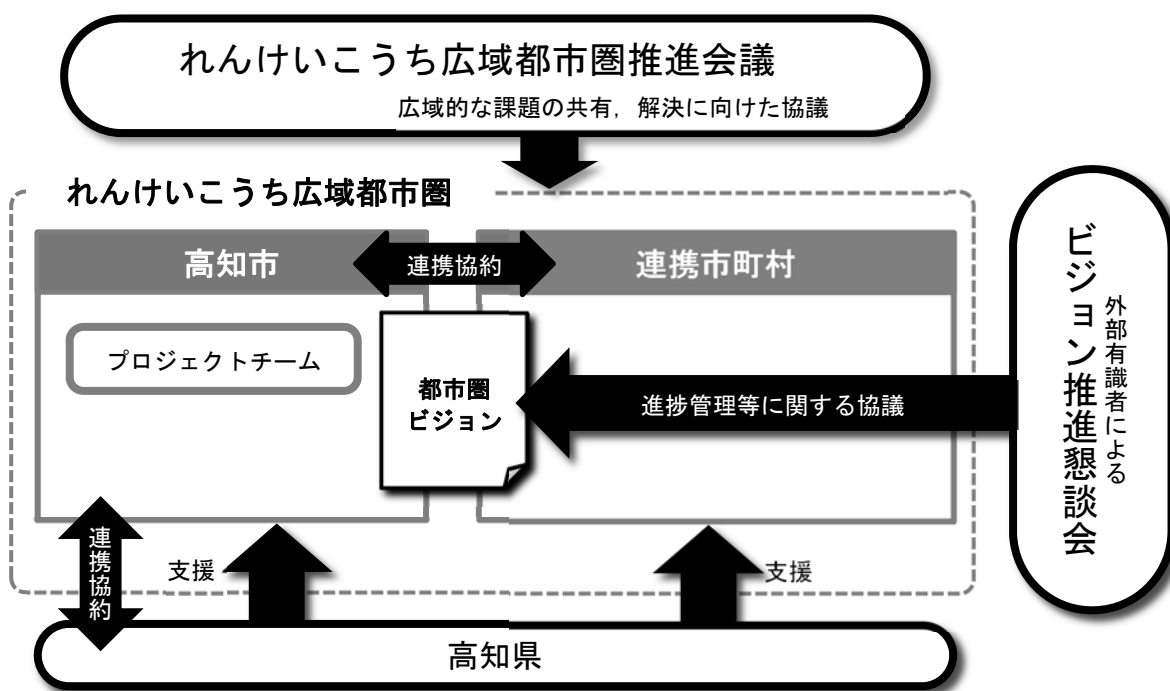 れんけいこうち広域都市圏推進会議
広域的な課題の共有，解決に向けた協議
れんけいこうち広域都市圏
高知市
連携協約
連携市町村
プロジェクトチーム
都市圏
ビジョン
進捗管理等に関する協議
外部有識者による
ビジョン推進懇談会
連携協約
支援
支援
高知県